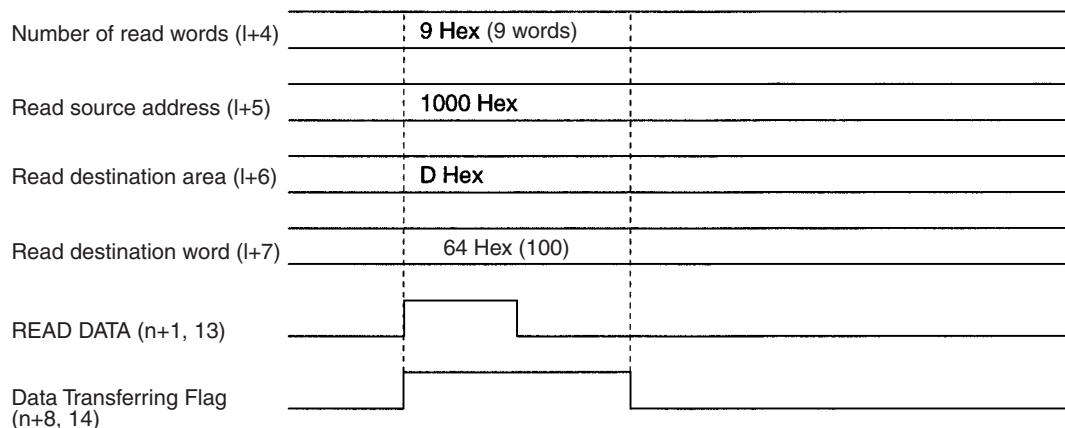 Number of read words (l+4) 9 Hex (9 words)
Read source address (l+5) 1000 Hex
Read destination area (l+6) D Hex
Read destination word (l+7) 64 Hex (100)
READ DATA (n+1, 13)
Data Transferring Flag
(n+8, 14)